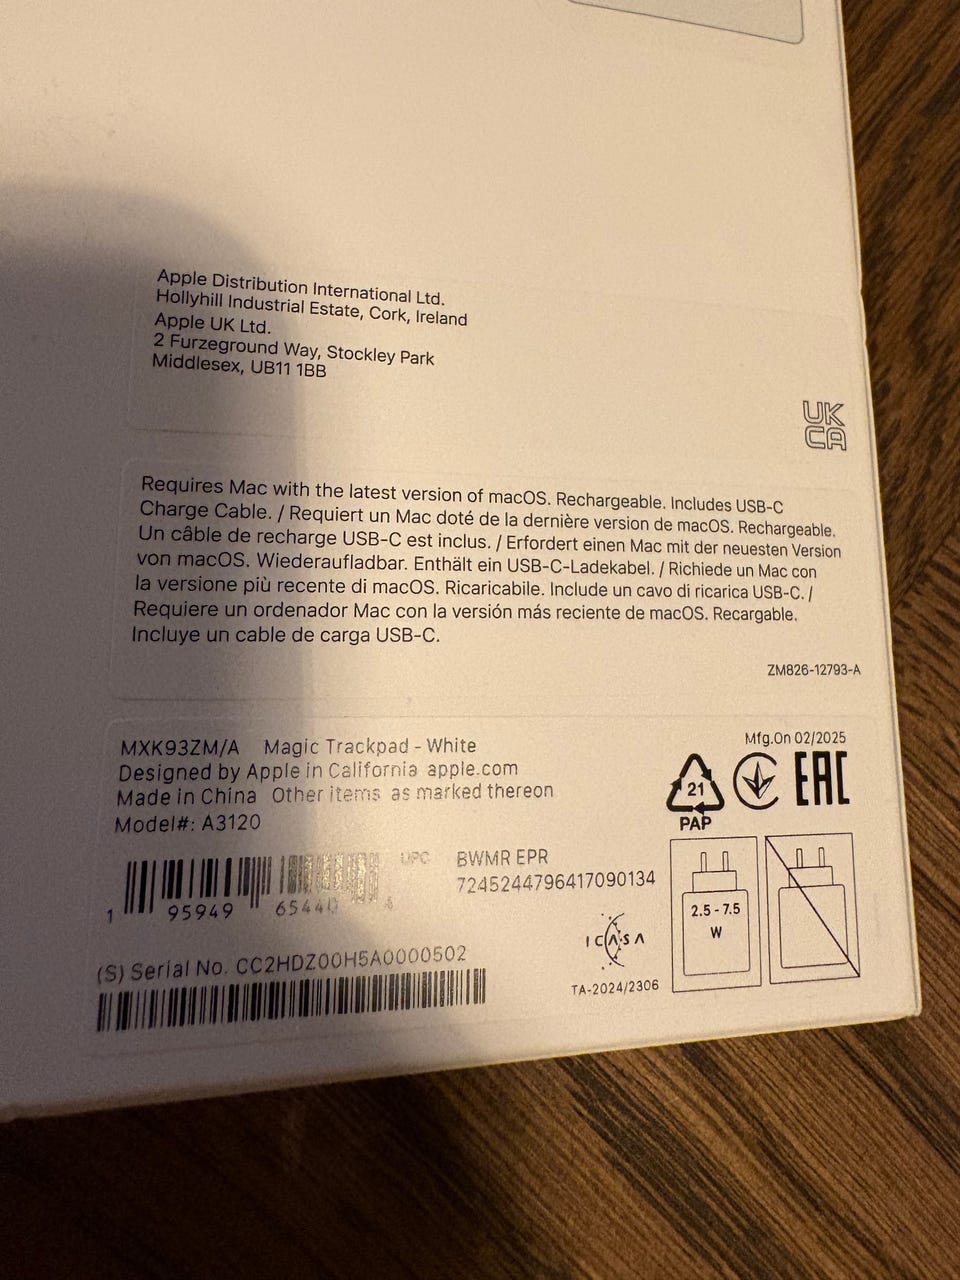 Apple Distribution International Ltd.
Hollyhill Industrial Estate, Cork, Ireland
Apple UK Ltd.
2 Furzeground Way, Stockley Park
Middlesex, UB11 1BB
UK
CA
Requires Mac with the latest version of macOS. Rechargeable. Includes USB-C
Charge Cable. / Requiert un Mac doté de la dernière version de macOS. Rechargeable.
Un câble de recharge USB-C est inclus. / Erfordert einen Mac mit der neuesten Version
von macOS. Wiederaufladbar. Enthält ein USB-C-Ladekabel. / Richiede un Mac con
la versione più recente di macOS. Ricaricabile. Include un cavo di ricarica USB-C. /
Requiere un ordenador Mac con la versión más reciente de macOS. Recargable.
Incluye un cable de carga USB-C.
ZM826-12793-A
MXK93ZM/A Magic Trackpad - White
Designed by Apple in California apple.com
Made in China Other items as marked thereon
Model#: A3120
Mfg.On 02/2025
21
PAP
EAC
UPC
1 95949 65440 4
BWMR EPR
7245244796417090134
ICASA
TA-2024/2306
2.5 - 7.5
W
(S) Serial No. CC2HDZ00H5A0000502